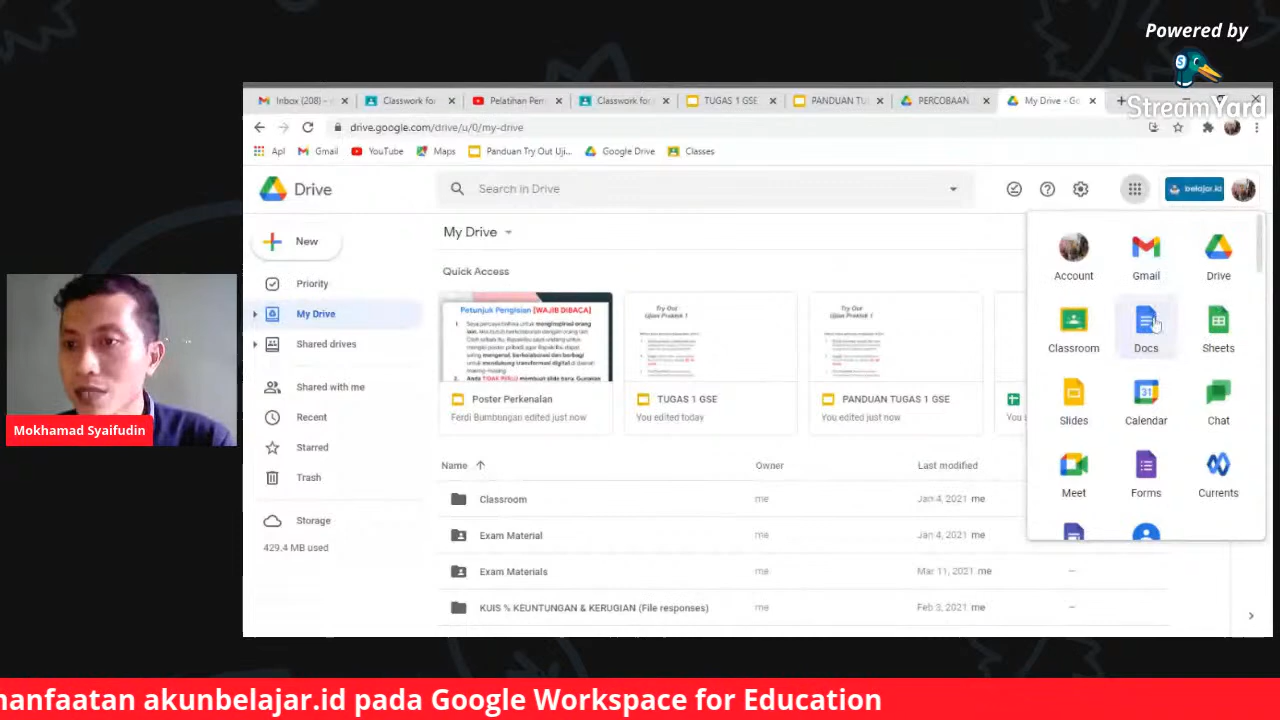 Powered by
StreamYard
Inbox (208) -
Classwork for
Pelatihan Pem
Classwork for
TUGAS 1 GSE
PANDUAN TU
PERCOBAAN
My Drive - Go
drive.google.com/drive/u/0/my-drive
Apl
Gmail
YouTube
Maps
Panduan Try Out Uji...
Google Drive
Classes
Drive
Search in Drive
belajar.id
New
My Drive
Quick Access
Priority
My Drive
Shared drives
Shared with me
Recent
Starred
Trash
Storage
429.4 MB used
Petunjuk Pengisian [WAJIB DIBACA]
Poster Perkenalan
Ferdi Bumbungan edited just now
Try Out
Ujian Praktek 1
TUGAS 1 GSE
You edited today
Try Out
Ujian Praktek 1
PANDUAN TUGAS 1 GSE
You edited just now
Name
Owner
Last modified
Classroom
me
Jan 4, 2021 me
Exam Material
me
Jan 4, 2021 me
Exam Materials
me
Mar 11, 2021 me
–
KUIS % KEUNTUNGAN & KERUGIAN (File responses)
me
Feb 3, 2021 me
–
Account
Gmail
Drive
Classroom
Docs
Sheets
Slides
Calendar
Chat
Meet
Forms
Currents
Mokhamad Syaifudin
manfaatan akunbelajar.id pada Google Workspace for Education